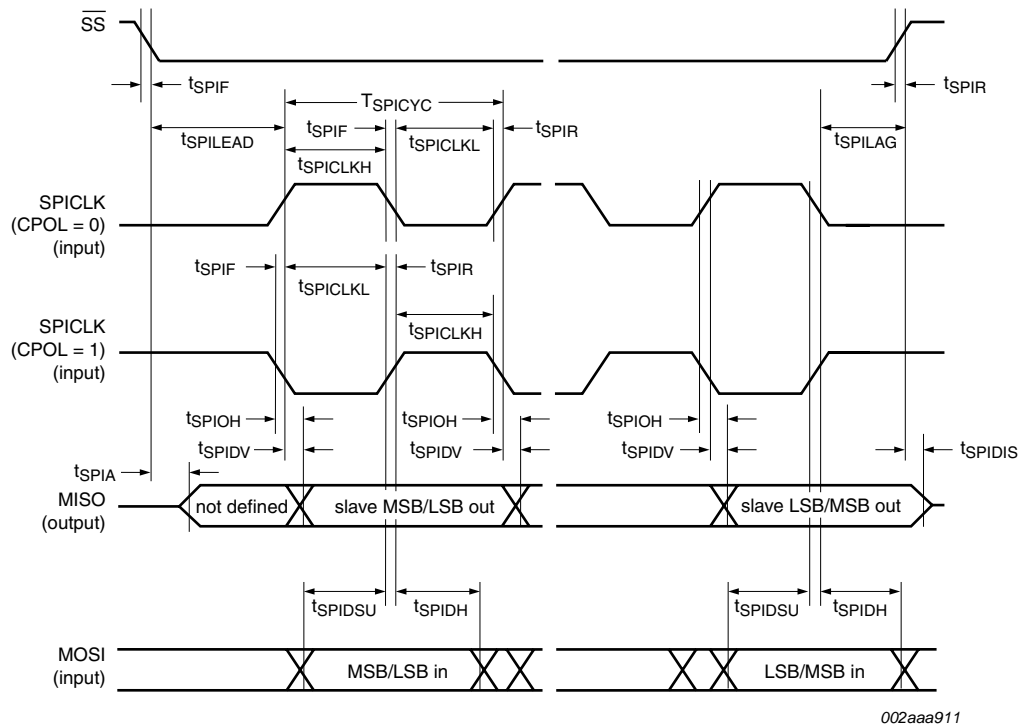 SS
tSPIF
TSPICYC
tSPIR
tSPILEAD
tSPIF
tSPICLKL
tSPIR
tSPILAG
tSPICLKH
SPICLK
(CPOL = 0)
(input)
tSPIF
tSPICLKL
tSPIR
SPICLK
(CPOL = 1)
(input)
tSPICLKH
tSPIOH
tSPIOH
tSPIOH
tSPIDV
tSPIDV
tSPIDV
tSPIDIS
tSPIA
MISO
(output)
not defined
slave MSB/LSB out
slave LSB/MSB out
tSPIDSU
tSPIDH
tSPIDSU
tSPIDH
MOSI
(input)
MSB/LSB in
LSB/MSB in
002aaa911